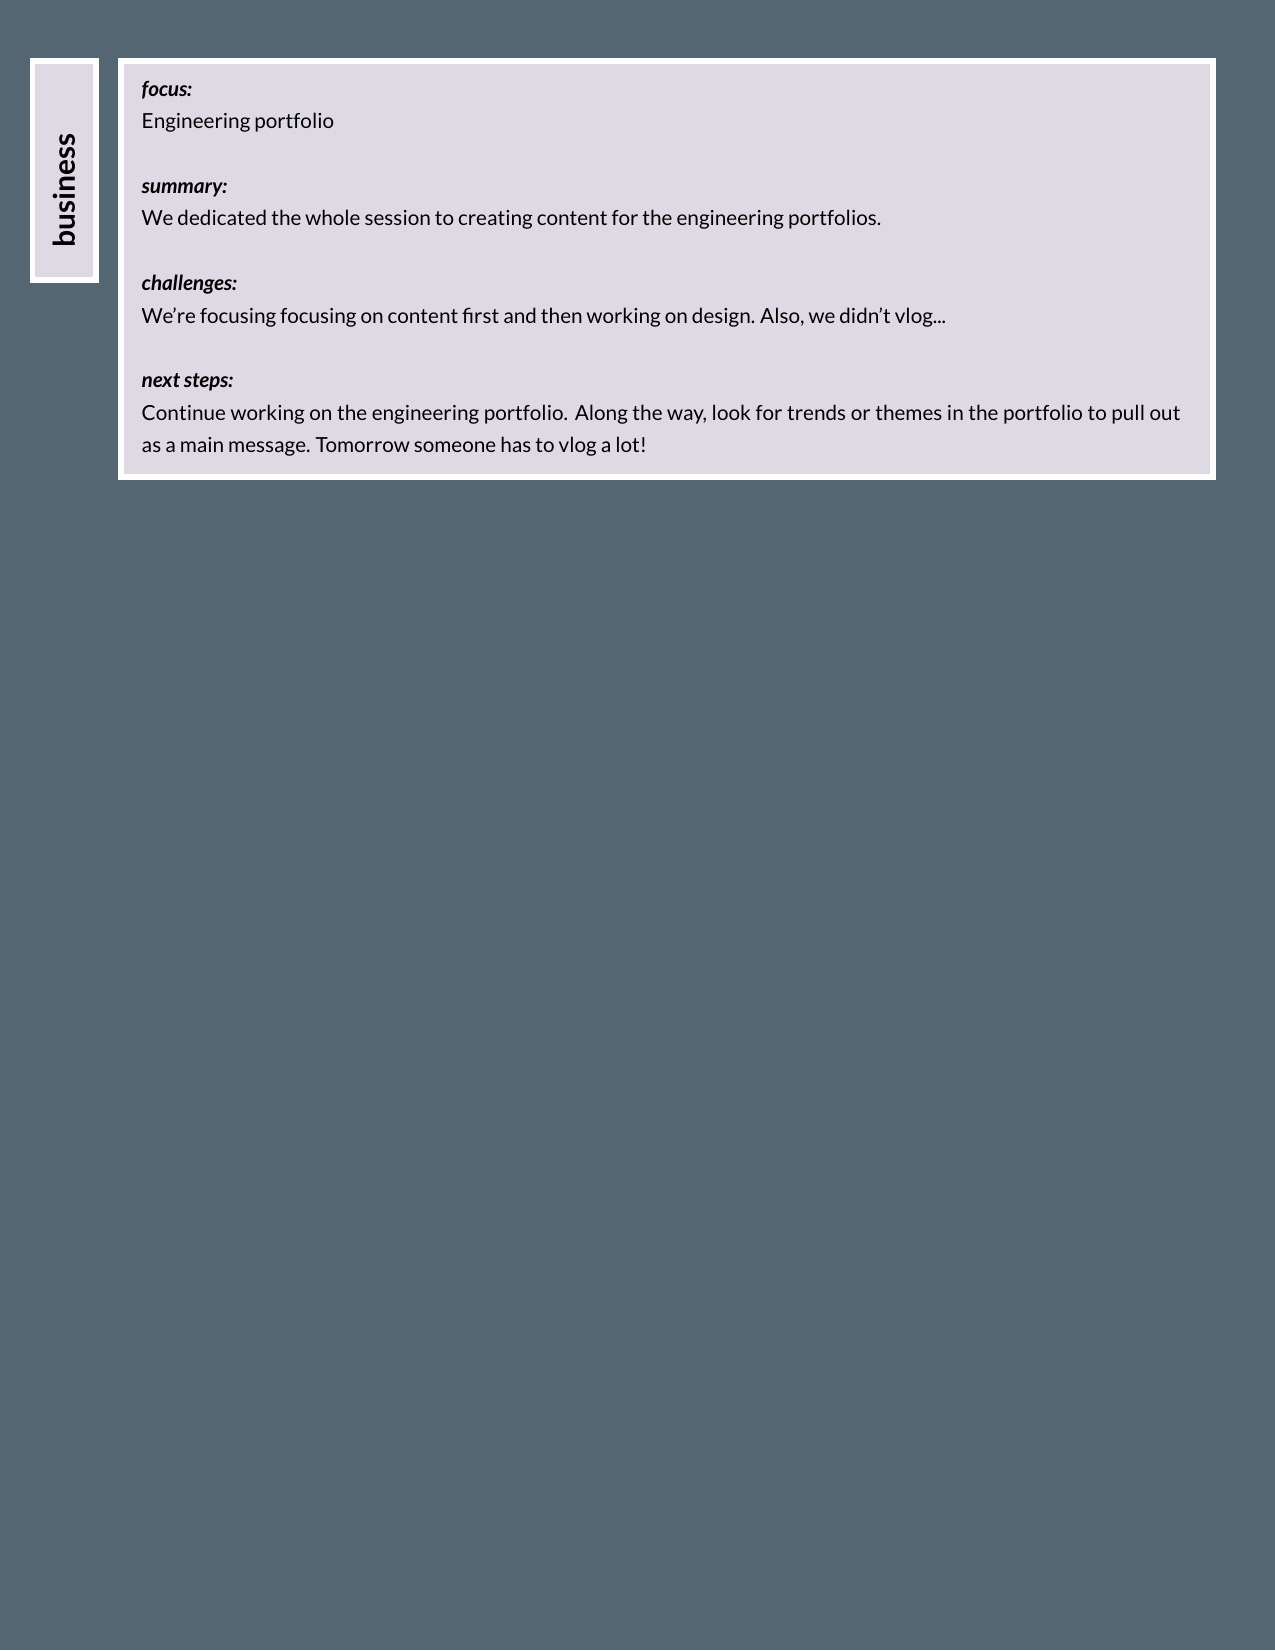 business
focus:
Engineering portfolio
summary:
We dedicated the whole session to creating content for the engineering portfolios.
challenges:
We’re focusing focusing on content first and then working on design. Also, we didn’t vlog...
next steps:
Continue working on the engineering portfolio. Along the way, look for trends or themes in the portfolio to pull out
as a main message. Tomorrow someone has to vlog a lot!